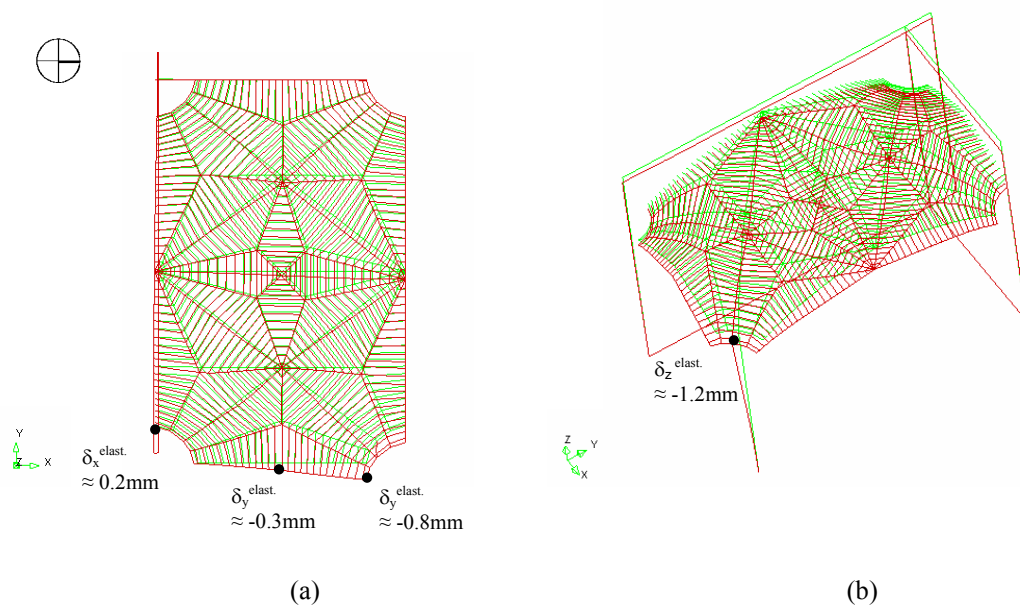 δx elast.
≈ 0.2mm
δy elast.
≈ -0.3mm
δy elast.
≈ -0.8mm
Y
Z X
(a)
δz elast.
≈ -1.2mm
Z Y
X
(b)